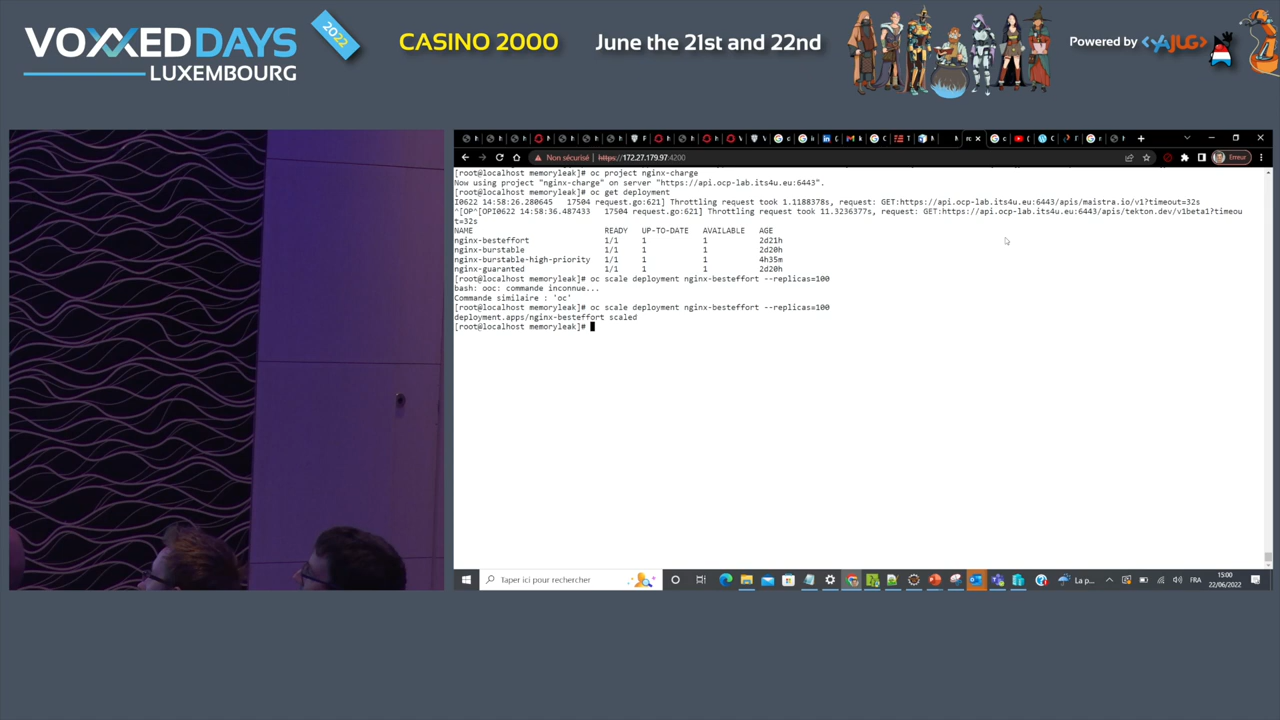 VOXXED DAYS
LUXEMBOURG
2022
CASINO 2000
June the 21st and 22nd
Powered by <YAJUG>
Non sécurisé https://172.27.179.97:4200
Erreur
[root@localhost memoryleak]# oc project nginx-charge
Now using project "nginx-charge" on server "https://api.ocp-lab.its4u.eu:6443".
[root@localhost memoryleak]# oc get deployment
I0622 14:58:26.280645 17504 request.go:621] Throttling request took 1.1188378s, request: GET:https://api.ocp-lab.its4u.eu:6443/apis/maistra.io/v1?timeout=32s
^[OP^[OPI0622 14:58:36.487433 17504 request.go:621] Throttling request took 11.3236377s, request: GET:https://api.ocp-lab.its4u.eu:6443/apis/tekton.dev/v1beta1?timeou
t=32s
NAME READY UP-TO-DATE AVAILABLE AGE
nginx-besteffort 1/1 1 1 2d21h
nginx-burstable 1/1 1 1 2d20h
nginx-burstable-high-priority 1/1 1 1 4h35m
nginx-guaranted 1/1 1 1 2d20h
[root@localhost memoryleak]# oc scale deployment nginx-besteffort --replicas=100
bash: ooc: commande inconnue...
Commande similaire : 'oc'
[root@localhost memoryleak]# oc scale deployment nginx-besteffort --replicas=100
deployment.apps/nginx-besteffort scaled
[root@localhost memoryleak]#
Taper ici pour rechercher
La p...
FRA
15:00
22/06/2022